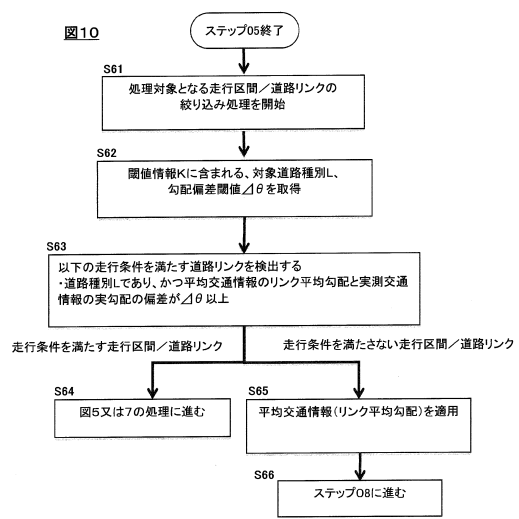 図10
ステップ05終了
S61
処理対象となる走行区間／道路リンクの
絞り込み処理を開始
S62
閾値情報Kに含まれる、対象道路種別L、
勾配偏差閾値⊿θを取得
S63
以下の走行条件を満たす道路リンクを検出する
・道路種別Lであり、かつ平均交通情報のリンク平均勾配と実測交通
情報の実勾配の偏差が⊿θ以上
走行条件を満たす走行区間／道路リンク
走行条件を満たさない走行区間／道路リンク
S64
図5又は7の処理に進む
S65
平均交通情報（リンク平均勾配）を適用
S66
ステップ08に進む